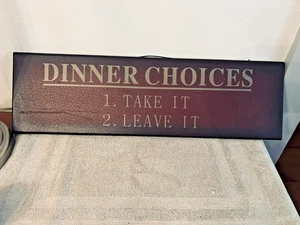 DINNER CHOICES
1. TAKE IT
2. LEAVE IT